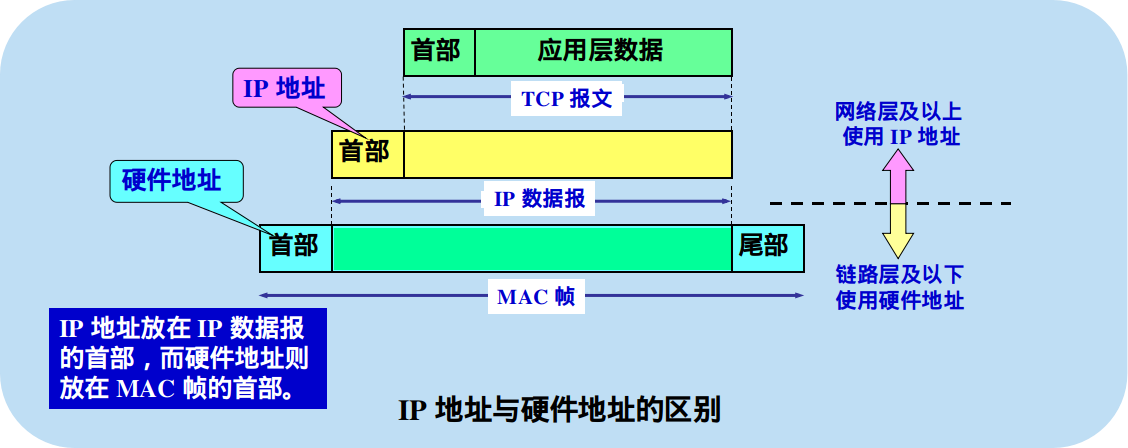 首部 应用层数据
IP 地址
TCP 报文
网络层及以上
使用 IP 地址
首部
硬件地址
IP 数据报
首部 尾部
链路层及以下
使用硬件地址
MAC 帧
IP 地址放在 IP 数据报
的首部，而硬件地址则
放在 MAC 帧的首部。
IP 地址与硬件地址的区别